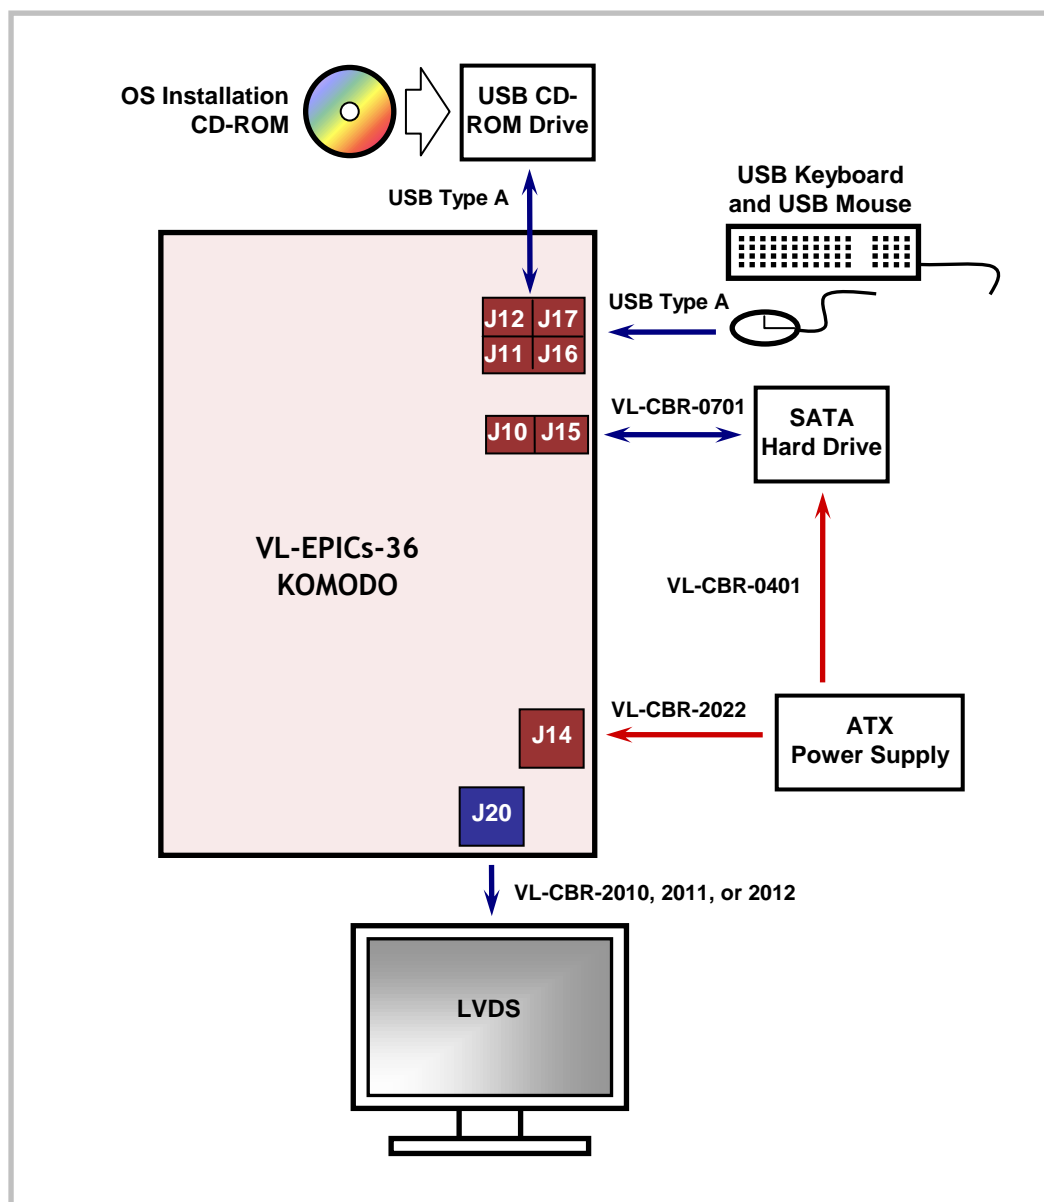 OS Installation
CD-ROM
USB CD-
ROM Drive
USB Type A
USB Keyboard
and USB Mouse
USB Type A
J12 J17
J11 J16
VL-CBR-0701
J10 J15
SATA
Hard Drive
VL-EPICs-36
KOMODO
VL-CBR-0401
VL-CBR-2022
J14
ATX
Power Supply
J20
VL-CBR-2010, 2011, or 2012
LVDS